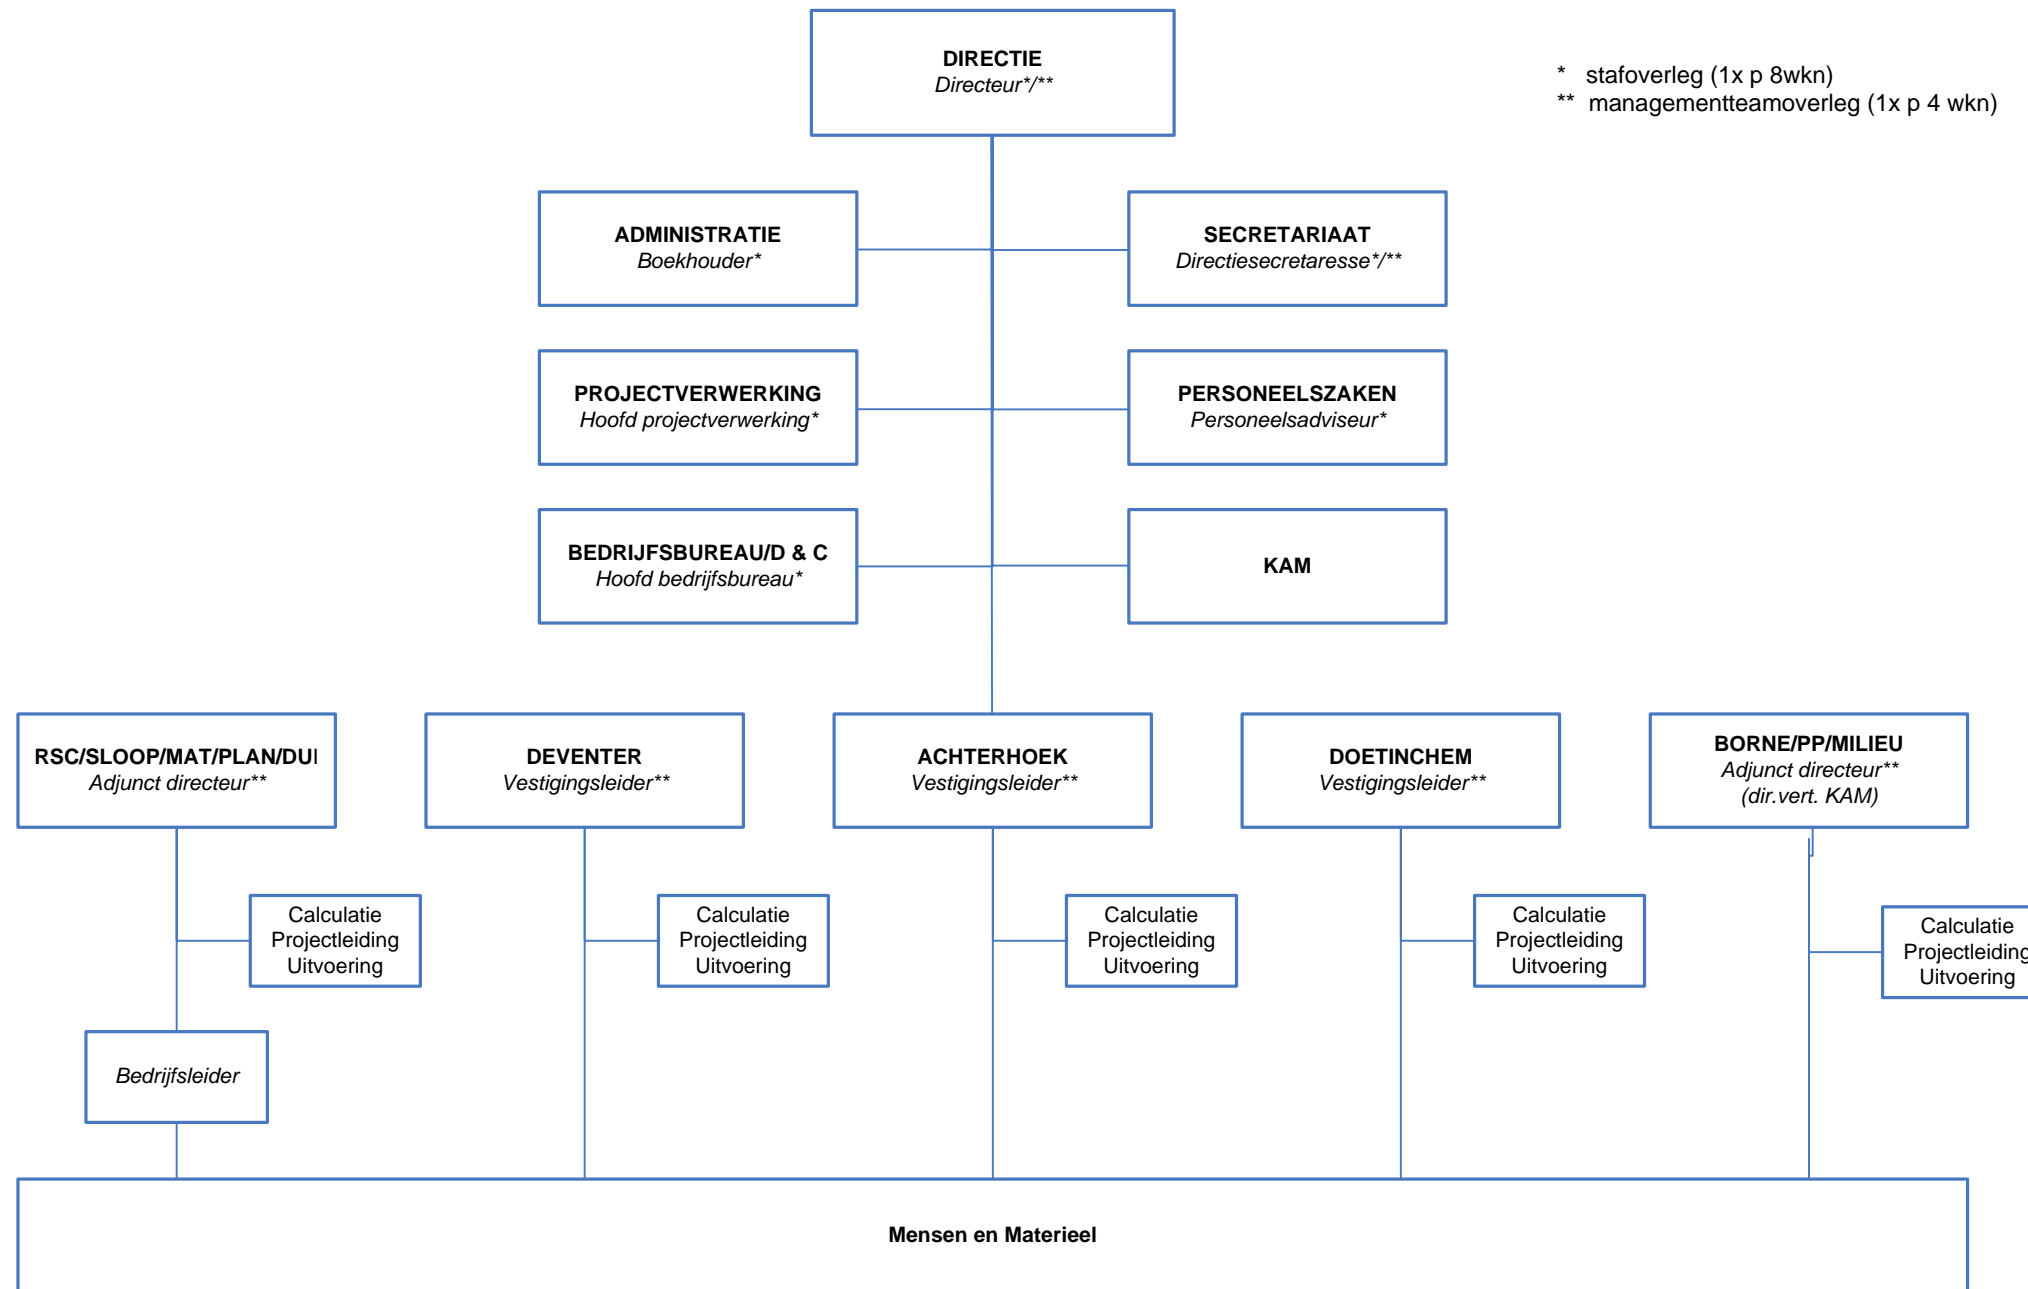 DIRECTIE
Directeur*/**
* stafoverleg (1x p 8wkn)
** managementteamoverleg (1x p 4 wkn)
ADMINISTRATIE
Boekhouder*
SECRETARIAAT
Directiesecretaresse*/**
PROJECTVERWERKING
Hoofd projectverwerking*
PERSONEELSZAKEN
Personeelsadviseur*
BEDRIJFSBUREAU/D & C
Hoofd bedrijfsbureau*
KAM
RSC/SLOOP/MAT/PLAN/DUI
Adjunct directeur**
DEVENTER
Vestigingsleider**
ACHTERHOEK
Vestigingsleider**
DOETINCHEM
Vestigingsleider**
BORNE/PP/MILIEU
Adjunct directeur**
(dir.vert. KAM)
Calculatie
Projectleiding
Uitvoering
Calculatie
Projectleiding
Uitvoering
Calculatie
Projectleiding
Uitvoering
Calculatie
Projectleiding
Uitvoering
Calculatie
Projectleiding
Uitvoering
Bedrijfsleider
Mensen en Materieel